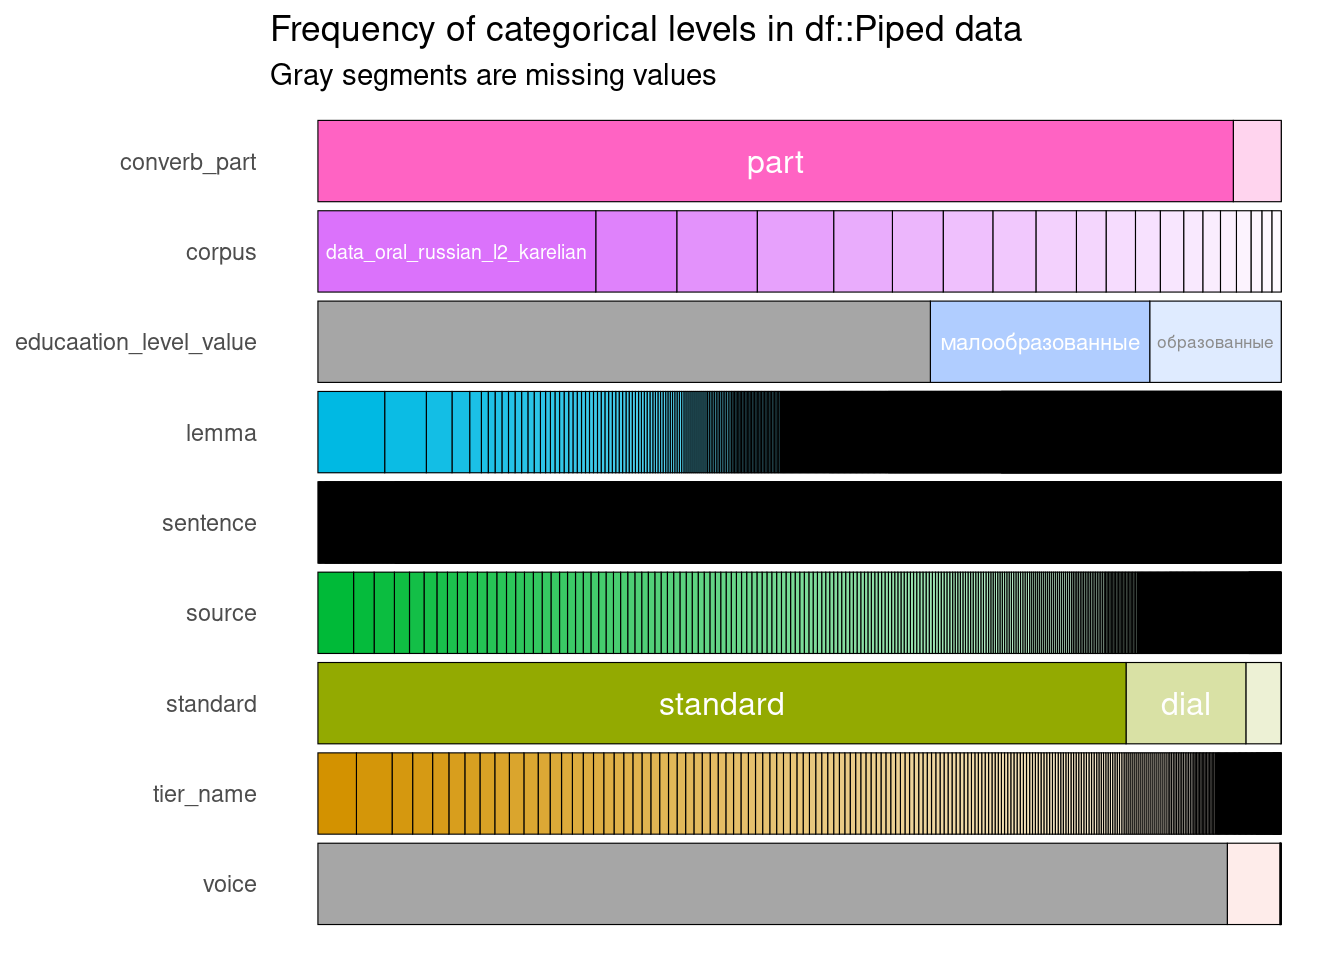 Frequency of categorical levels in df::Piped data
Gray segments are missing values
converb_part
part
corpus
data_oral_russian_l2_karelian
educaation_level_value
малообразованные
образованные
lemma
sentence
source
standard
standard
dial
tier_name
voice